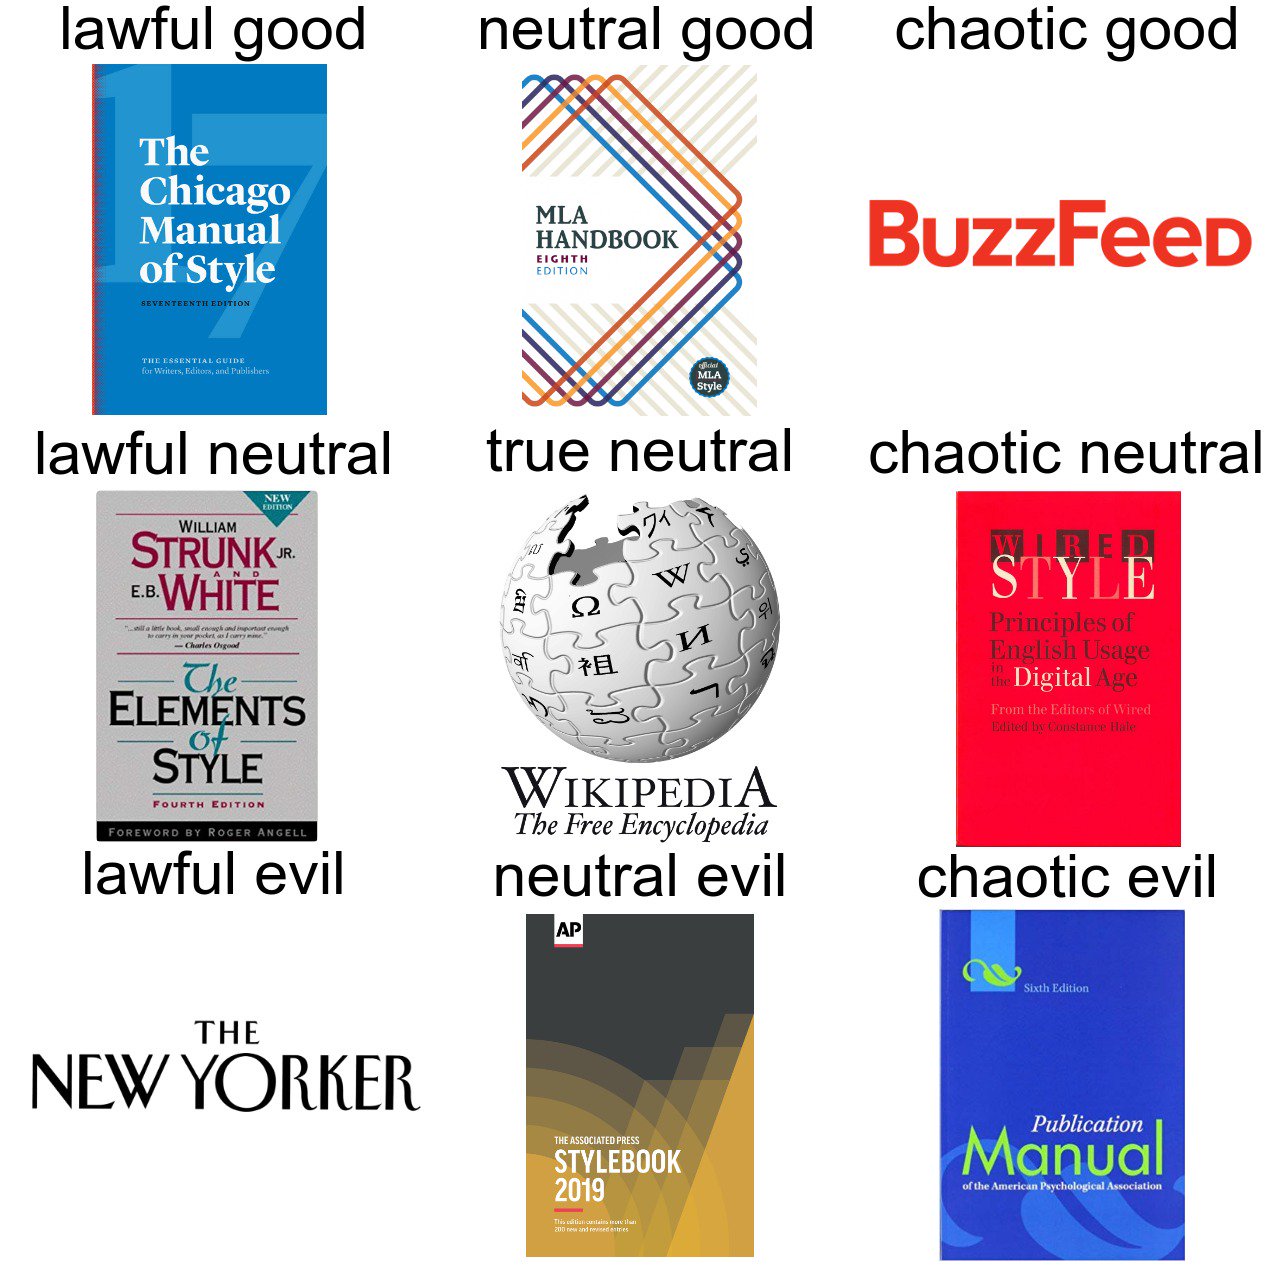 lawful good
neutral good
chaotic good
17
The
Chicago
Manual
of Style
SEVENTEENTH EDITION
THE ESSENTIAL GUIDE
for Writers, Editors, and Publishers
MLA
HANDBOOK
EIGHTH
EDITION
official
MLA
Style
BuzzFeed
lawful neutral
true neutral
chaotic neutral
NEW
EDITION
WILLIAM
STRUNK JR.
AND
E.B. WHITE
"...still a little book, small enough and important enough
to carry in your pocket, as I carry mine."
— Charles Osgood
The
ELEMENTS
of
STYLE
FOURTH EDITION
FOREWORD BY ROGER ANGELL
ワィ
W
Ω
И
祖
위
WIKIPEDIA
The Free Encyclopedia
WIRED
STYLE
Principles of
English Usage
in
the Digital Age
From the Editors of Wired
Edited by Constance Hale
lawful evil
neutral evil
chaotic evil
THE
NEW YORKER
AP
THE ASSOCIATED PRESS
STYLEBOOK
2019
This edition contains more than
200 new and revised entries
Sixth Edition
Publication
Manual
of the American Psychological Association